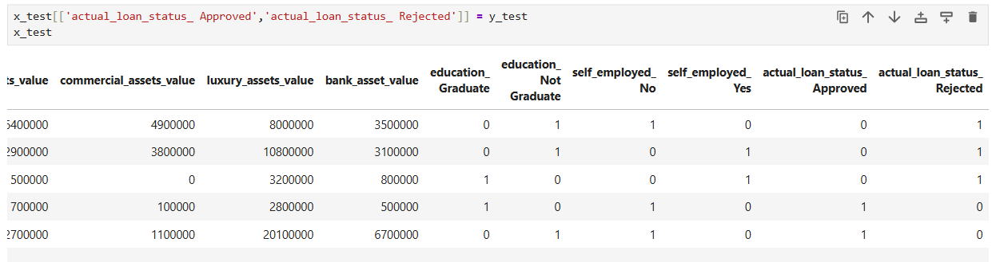 x_test[['actual_loan_status_ Approved','actual_loan_status_ Rejected']] = y_test
x_test
ts_value commercial_assets_value luxury_assets_value bank_asset_value education_ Graduate education_ Not Graduate self_employed_ No self_employed_ Yes actual_loan_status_ Approved actual_loan_status_ Rejected
5400000 4900000 8000000 3500000 0 1 1 0 0 1
2900000 3800000 10800000 3100000 0 1 0 1 0 1
500000 0 3200000 800000 1 0 0 1 0 1
700000 100000 2800000 500000 1 0 1 0 1 0
2700000 1100000 20100000 6700000 0 1 1 0 1 0